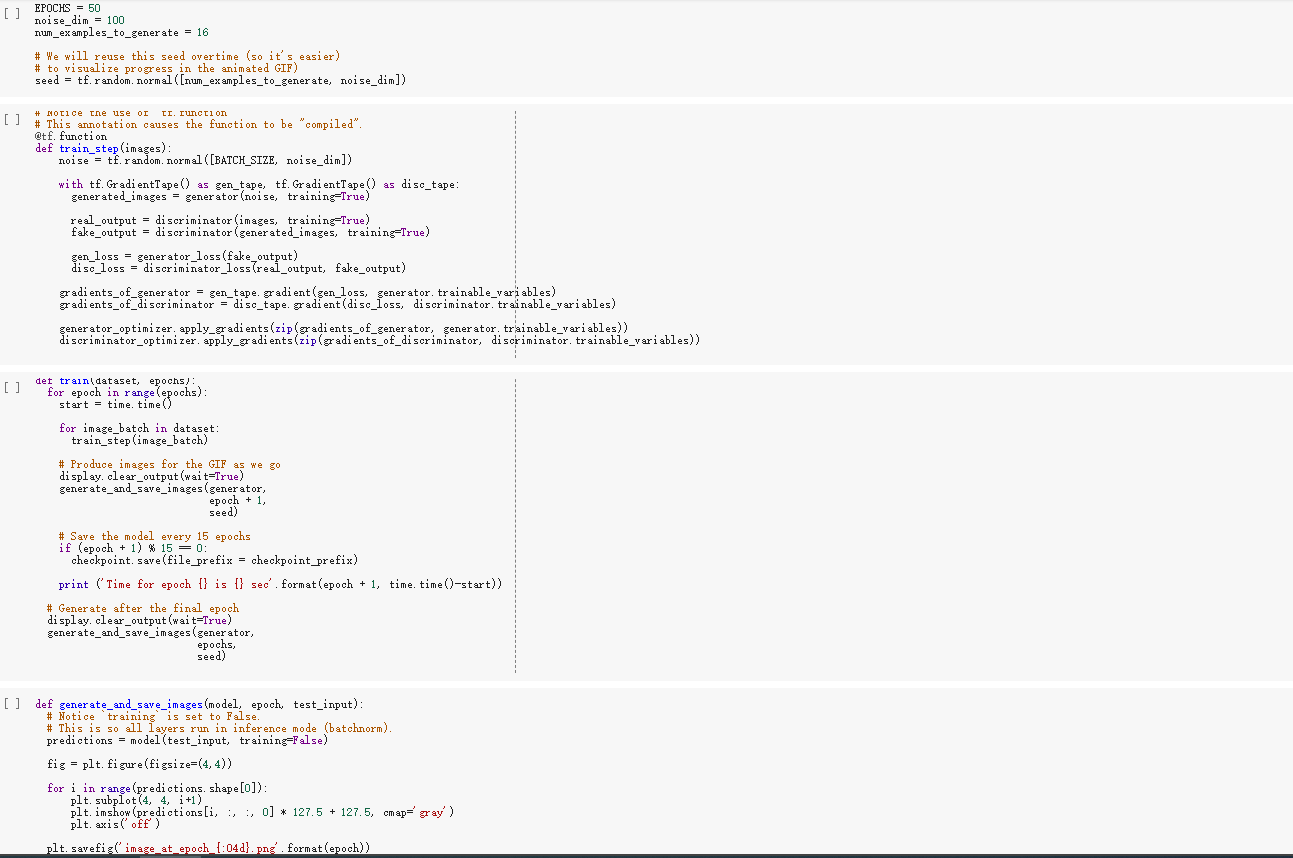 [ ]
EPOCHS = 50
noise_dim = 100
num_examples_to_generate = 16
# We will reuse this seed overtime (so it's easier)
# to visualize progress in the animated GIF)
seed = tf.random.normal([num_examples_to_generate, noise_dim])
[ ]
# Notice the use of `tf.function`
# This annotation causes the function to be "compiled".
@tf.function
def train_step(images):
    noise = tf.random.normal([BATCH_SIZE, noise_dim])
    with tf.GradientTape() as gen_tape, tf.GradientTape() as disc_tape:
      generated_images = generator(noise, training=True)
      real_output = discriminator(images, training=True)
      fake_output = discriminator(generated_images, training=True)
      gen_loss = generator_loss(fake_output)
      disc_loss = discriminator_loss(real_output, fake_output)
    gradients_of_generator = gen_tape.gradient(gen_loss, generator.trainable_variables)
    gradients_of_discriminator = disc_tape.gradient(disc_loss, discriminator.trainable_variables)
    generator_optimizer.apply_gradients(zip(gradients_of_generator, generator.trainable_variables))
    discriminator_optimizer.apply_gradients(zip(gradients_of_discriminator, discriminator.trainable_variables))
[ ]
def train(dataset, epochs):
  for epoch in range(epochs):
    start = time.time()
    for image_batch in dataset:
      train_step(image_batch)
    # Produce images for the GIF as we go
    display.clear_output(wait=True)
    generate_and_save_images(generator,
                             epoch + 1,
                             seed)
    # Save the model every 15 epochs
    if (epoch + 1) % 15 == 0:
      checkpoint.save(file_prefix = checkpoint_prefix)
    print ('Time for epoch {} is {} sec'.format(epoch + 1, time.time()-start))
  # Generate after the final epoch
  display.clear_output(wait=True)
  generate_and_save_images(generator,
                           epochs,
                           seed)
[ ]
def generate_and_save_images(model, epoch, test_input):
  # Notice `training` is set to False.
  # This is so all layers run in inference mode (batchnorm).
  predictions = model(test_input, training=False)
  fig = plt.figure(figsize=(4,4))
  for i in range(predictions.shape[0]):
      plt.subplot(4, 4, i+1)
      plt.imshow(predictions[i, :, :, 0] * 127.5 + 127.5, cmap='gray')
      plt.axis('off')
  plt.savefig('image_at_epoch_{:04d}.png'.format(epoch))